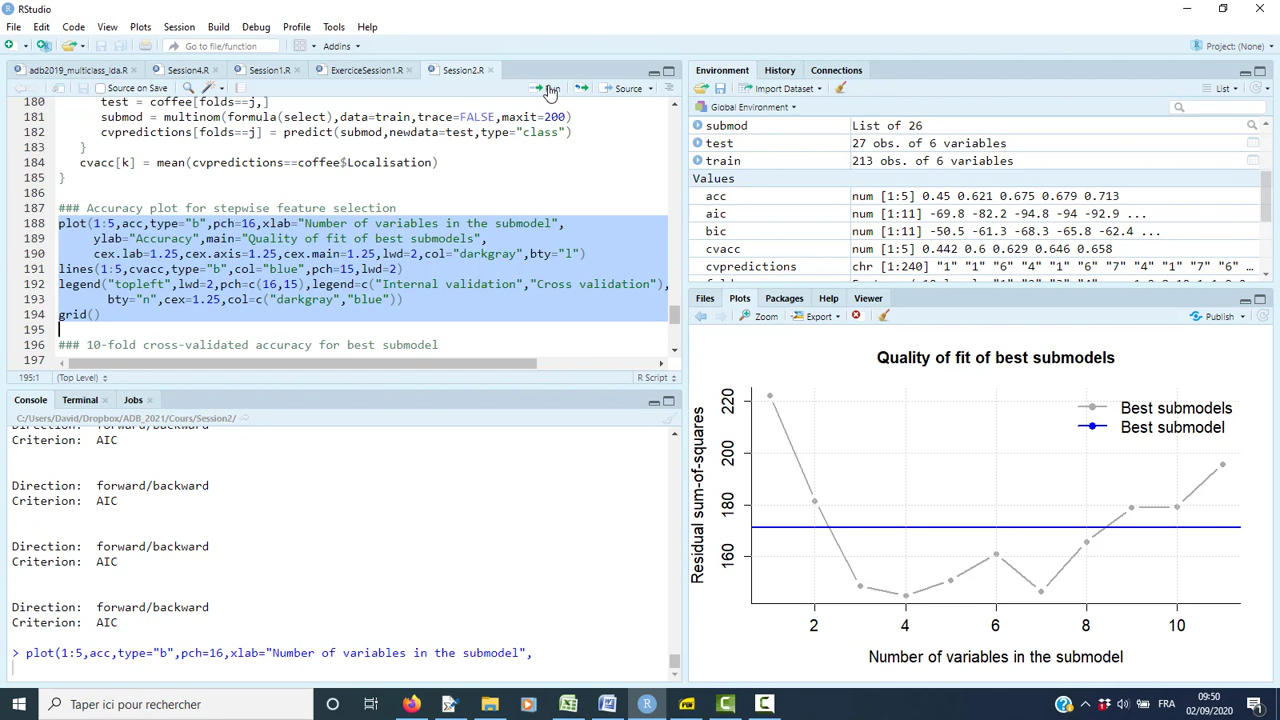 RStudio
File Edit Code View Plots Session Build Debug Profile Tools Help
Go to file/function Addins Project: (None)
adb2019_multiclass_lda.R Session4.R Session1.R ExerciceSession1.R Session2.R
Source on Save Run Source
180 test = coffee[folds==j,]
181 submod = multinom(formula(select),data=train,trace=FALSE,maxit=200)
182 cvpredictions[folds==j] = predict(submod,newdata=test,type="class")
183 }
184 cvacc[k] = mean(cvpredictions==coffee$Localisation)
185 }
186
187 ### Accuracy plot for stepwise feature selection
188 plot(1:5,acc,type="b",pch=16,xlab="Number of variables in the submodel",
189 ylab="Accuracy",main="Quality of fit of best submodels",
190 cex.lab=1.25,cex.axis=1.25,cex.main=1.25,lwd=2,col="darkgray",bty="l")
191 lines(1:5,cvacc,type="b",col="blue",pch=15,lwd=2)
192 legend("topleft",lwd=2,pch=c(16,15),legend=c("Internal validation","Cross validation"),
193 bty="n",cex=1.25,col=c("darkgray","blue"))
194 grid()
195
196 ### 10-fold cross-validated accuracy for best submodel
197
195:1 (Top Level) R Script
Console Terminal Jobs
C:/Users/David/Dropbox/ADB_2021/Cours/Session2/
Direction: forward/backward
Criterion: AIC
Direction: forward/backward
Criterion: AIC
Direction: forward/backward
Criterion: AIC
Direction: forward/backward
Criterion: AIC
> plot(1:5,acc,type="b",pch=16,xlab="Number of variables in the submodel",
Environment History Connections
Import Dataset List
Global Environment
submod List of 26
test 27 obs. of 6 variables
train 213 obs. of 6 variables
Values
acc num [1:5] 0.45 0.621 0.675 0.679 0.713
aic num [1:11] -69.8 -82.2 -94.8 -94 -92.9 ...
bic num [1:11] -50.5 -61.3 -68.3 -65.8 -62.4 ...
cvacc num [1:5] 0.442 0.6 0.629 0.646 0.658
cvpredictions chr [1:240] "1" "1" "6" "4" "1" "6" "7" "4" "1" "7" "6" ...
Files Plots Packages Help Viewer
Zoom Export Publish
Quality of fit of best submodels
Best submodels
Best submodel
Residual sum-of-squares
220
200
180
160
2 4 6 8 10
Number of variables in the submodel
Taper ici pour rechercher
FRA
09:50
02/09/2020